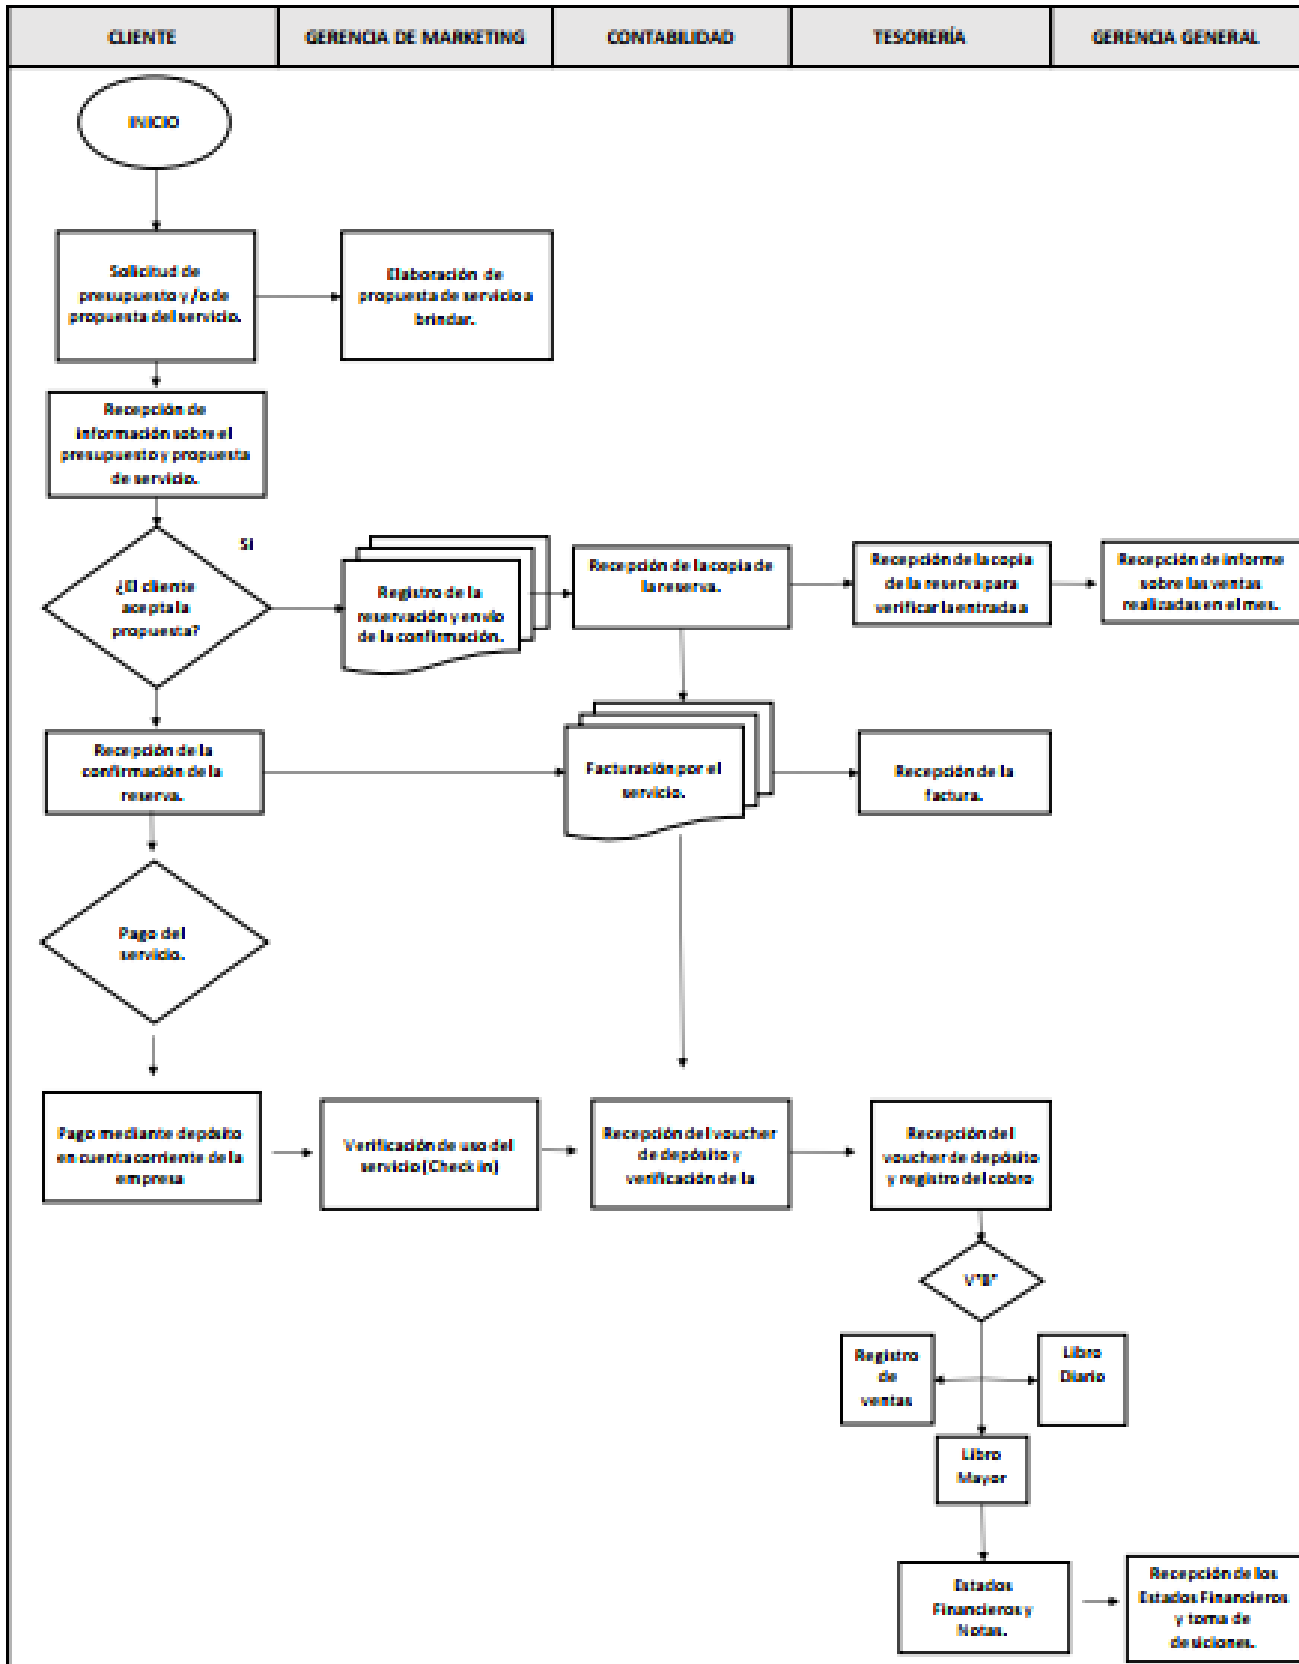 CLIENTE
GERENCIA DE MARKETING
CONTABILIDAD
TESORERÍA
GERENCIA GENERAL
INICIO
Solicitud de
presupuesto y /o de
propuesta del servicio.
Elaboración de
propuesta de servicio a
brindar.
Recepción de
información sobre el
presupuesto y propuesta
de servicio.
¿El cliente
acepta la
propuesta?
SI
Registro de la
reservación y envío
de la confirmación.
Recepción de la copia de
la reserva.
Recepción de la copia
de la reserva para
verificar la entrada a
Recepción de informe
sobre las ventas
realizadas en el mes.
Recepción de la
confirmación de la
reserva.
Facturación por el
servicio.
Recepción de la
factura.
Pago del
servicio.
Pago mediante depósito
en cuenta corriente de la
empresa
Verificación de uso del
servicio (Check in)
Recepción del voucher
de depósito y
verificación de la
Recepción del
voucher de depósito
y registro del cobro
V°B°
Registro
de
ventas
Libro
Diario
Libro
Mayor
Estados
Financieros y
Notas.
Recepción de los
Estados Financieros
y toma de
desiciones.